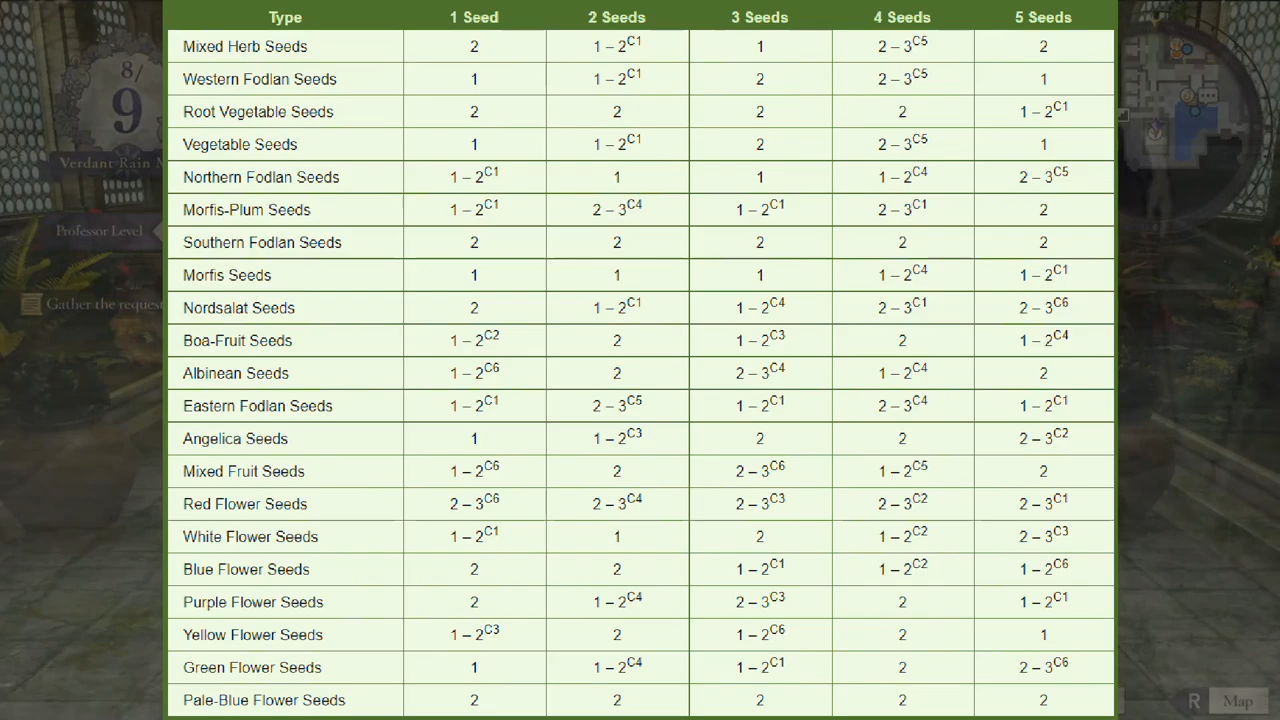 Type 1 Seed 2 Seeds 3 Seeds 4 Seeds 5 Seeds
Mixed Herb Seeds 2 1 – 2C1 1 2 – 3C5 2
Western Fodlan Seeds 1 1 – 2C1 2 2 – 3C5 1
Root Vegetable Seeds 2 2 2 2 1 – 2C1
Vegetable Seeds 1 1 – 2C1 2 2 – 3C5 1
Northern Fodlan Seeds 1 – 2C1 1 1 1 – 2C4 2 – 3C5
Morfis-Plum Seeds 1 – 2C1 2 – 3C4 1 – 2C1 2 – 3C1 2
Southern Fodlan Seeds 2 2 2 2 2
Morfis Seeds 1 1 1 1 – 2C4 1 – 2C1
Nordsalat Seeds 2 1 – 2C1 1 – 2C4 2 – 3C1 2 – 3C6
Boa-Fruit Seeds 1 – 2C2 2 1 – 2C3 2 1 – 2C4
Albinean Seeds 1 – 2C6 2 2 – 3C4 1 – 2C4 2
Eastern Fodlan Seeds 1 – 2C1 2 – 3C5 1 – 2C1 2 – 3C4 1 – 2C1
Angelica Seeds 1 1 – 2C3 2 2 2 – 3C2
Mixed Fruit Seeds 1 – 2C6 2 2 – 3C6 1 – 2C5 2
Red Flower Seeds 2 – 3C6 2 – 3C4 2 – 3C3 2 – 3C2 2 – 3C1
White Flower Seeds 1 – 2C1 1 2 1 – 2C2 2 – 3C3
Blue Flower Seeds 2 2 1 – 2C1 1 – 2C2 1 – 2C6
Purple Flower Seeds 2 1 – 2C4 2 – 3C3 2 1 – 2C1
Yellow Flower Seeds 1 – 2C3 2 1 – 2C6 2 1
Green Flower Seeds 1 1 – 2C4 1 – 2C1 2 2 – 3C6
Pale-Blue Flower Seeds 2 2 2 2 2
8/
9
Verdant Rain M
Professor Level
Gather the request
R Map